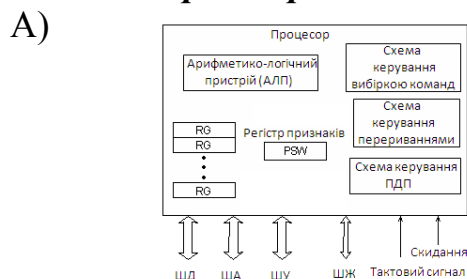 А)
Процесор
Арифметико-логічний
пристрій (АЛП)
Схема
керування
вибіркою команд
RG
RG
RG
Регістр признаків
PSW
Схема
керування
перериваннями
Схема керування
ПДП
Скидання
ШД
ША
ШУ
ШЖ
Тактовий сигнал